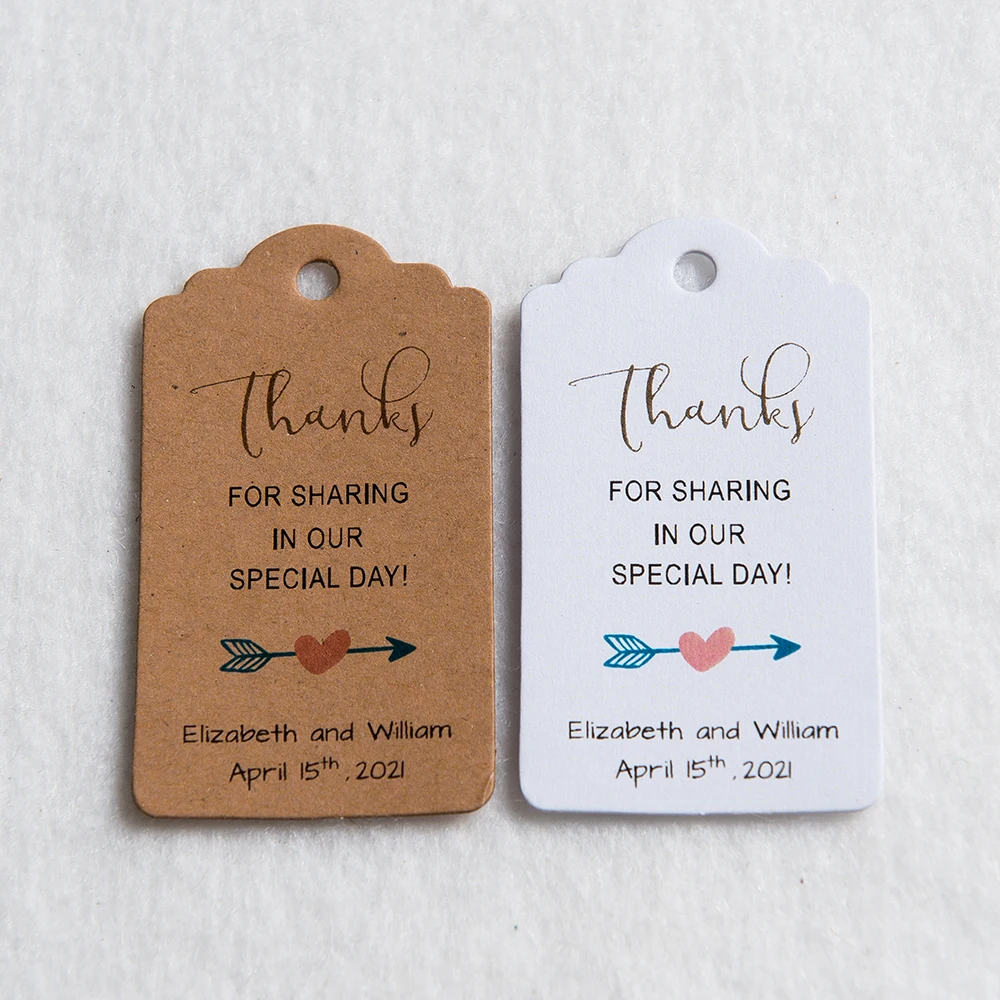 Thanks
FOR SHARING
IN OUR
SPECIAL DAY!
Elizabeth and William
April 15th, 2021
Thanks
FOR SHARING
IN OUR
SPECIAL DAY!
Elizabeth and William
April 15th, 2021